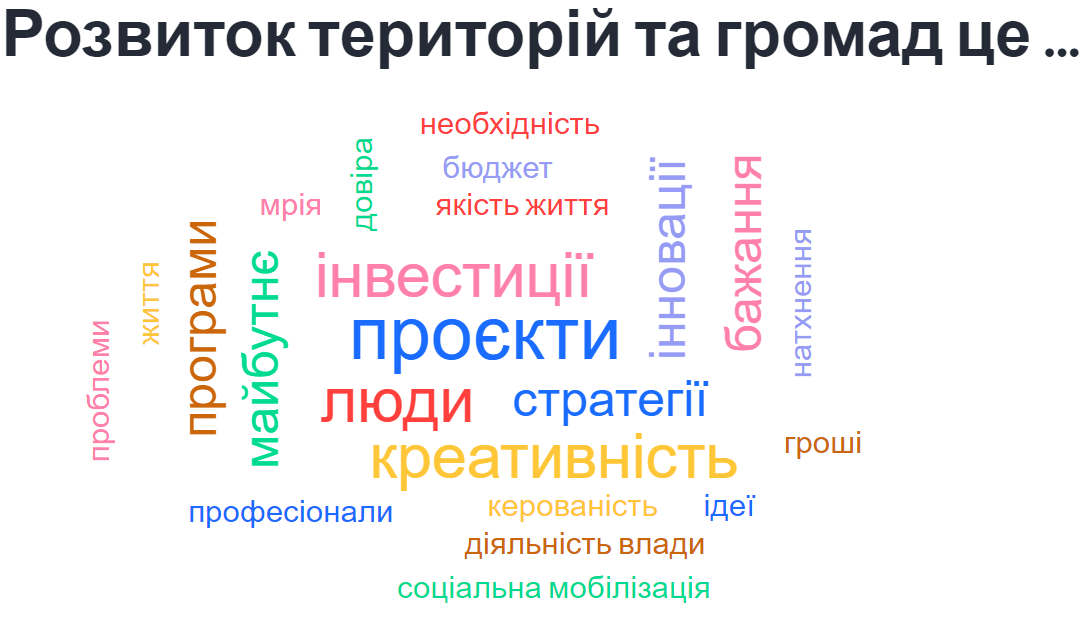 Розвиток територій та громад це ...
необхідність
бюджет
якість життя
довіра
мрія
інновації
бажання
натхнення
життя
програми
майбутнє
інвестиції
проєкти
проблеми
люди
стратегії
креативність
гроші
професіонали
керованість
ідеї
діяльність влади
соціальна мобілізація